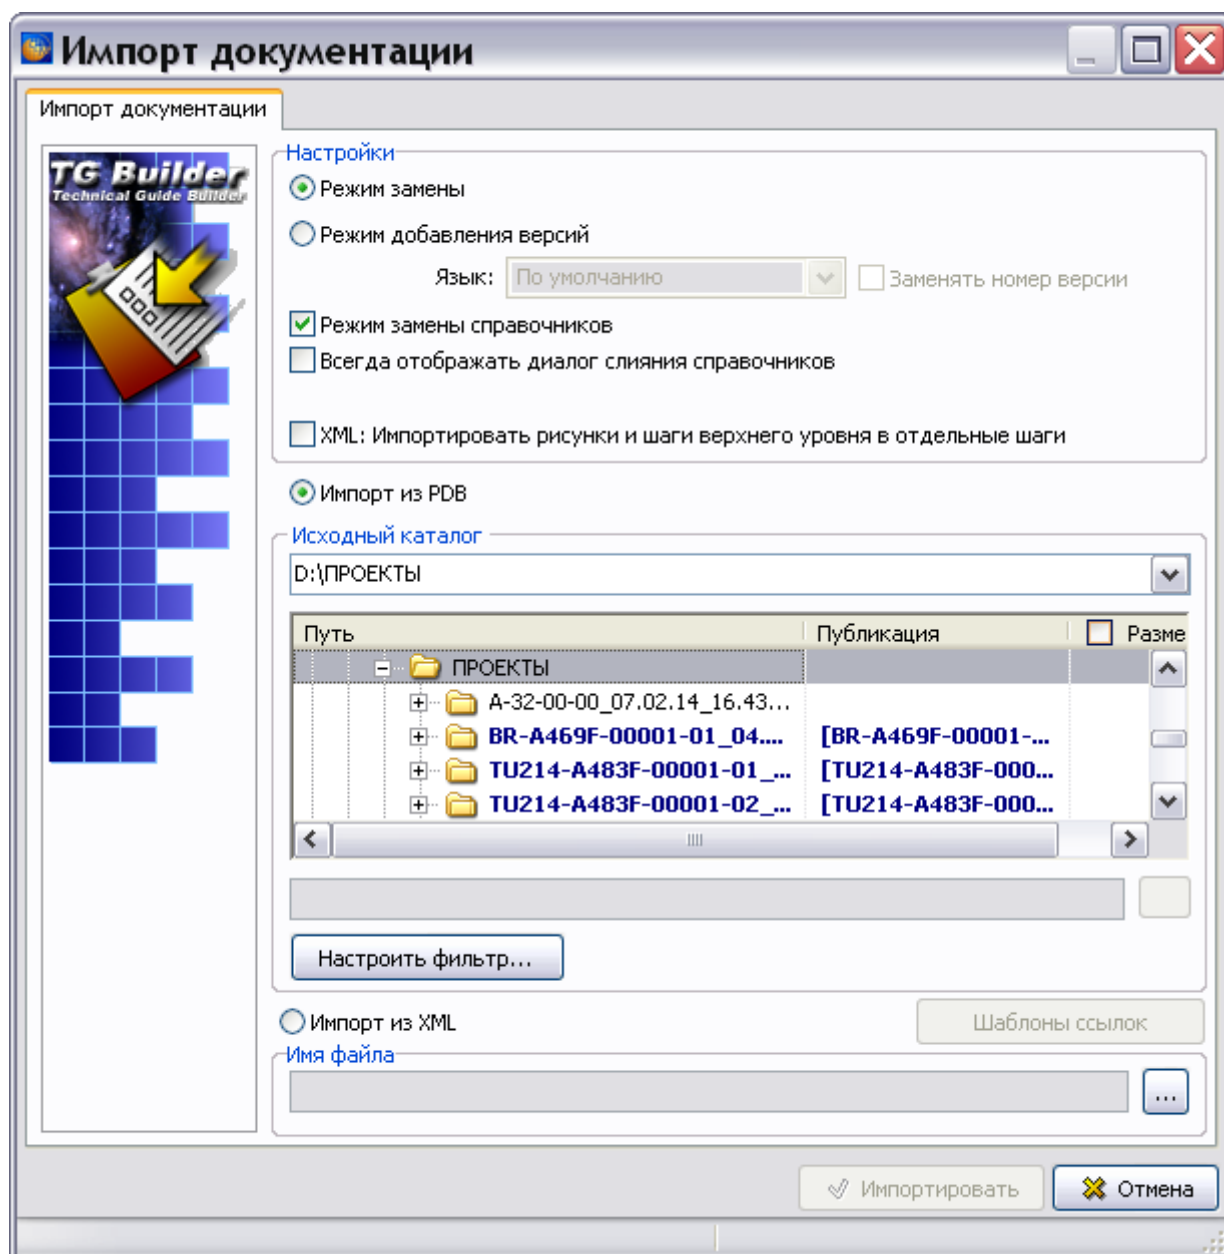 Импорт документации
Импорт документации
TG Builder
Technical Guide Builder
Настройки
Режим замены
Режим добавления версий
Язык: По умолчанию Заменять номер версии
Режим замены справочников
Всегда отображать диалог слияния справочников
XML: Импортировать рисунки и шаги верхнего уровня в отдельные шаги
Импорт из PDB
Исходный каталог
D:\ПРОЕКТЫ
Путь Публикация Разме
ПРОЕКТЫ
A-32-00-00_07.02.14_16.43...
BR-A469F-00001-01_04.... [BR-A469F-00001-...
TU214-A483F-00001-01_... [TU214-A483F-000...
TU214-A483F-00001-02_... [TU214-A483F-000...
Настроить фильтр...
Импорт из XML Шаблоны ссылок
Имя файла
...
Импортировать Отмена